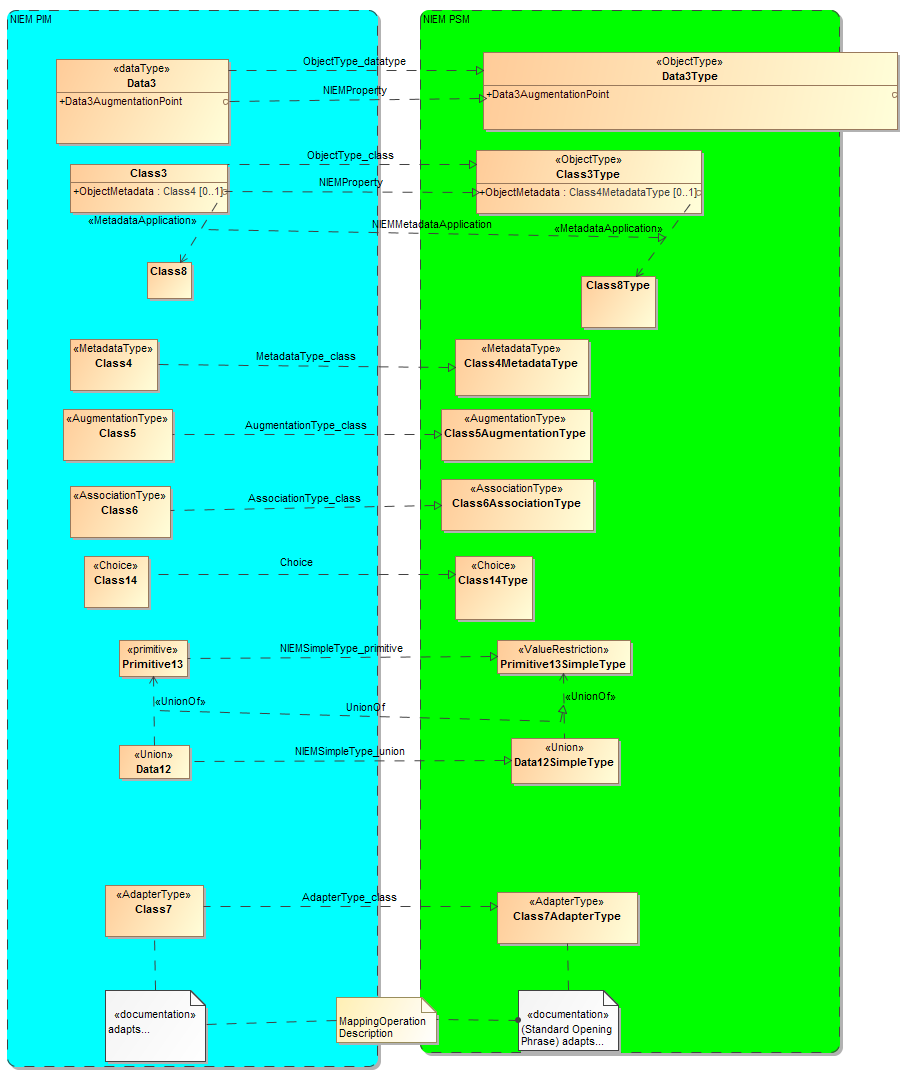 NIEM PIM
NIEM PSM
«dataType»
Data3
+Data3AugmentationPoint
ObjectType_datatype
NIEMProperty
«ObjectType»
Data3Type
+Data3AugmentationPoint
Class3
+ObjectMetadata : Class4 [0..1]
ObjectType_class
NIEMProperty
«ObjectType»
Class3Type
+ObjectMetadata : Class4MetadataType [0..1]
«MetadataApplication»
NIEMMetadataApplication
«MetadataApplication»
Class8
Class8Type
«MetadataType»
Class4
MetadataType_class
«MetadataType»
Class4MetadataType
«AugmentationType»
Class5
AugmentationType_class
«AugmentationType»
Class5AugmentationType
«AssociationType»
Class6
AssociationType_class
«AssociationType»
Class6AssociationType
«Choice»
Class14
Choice
«Choice»
Class14Type
«primitive»
Primitive13
NIEMSimpleType_primitive
«ValueRestriction»
Primitive13SimpleType
«UnionOf»
UnionOf
«UnionOf»
«Union»
Data12
NIEMSimpleType_union
«Union»
Data12SimpleType
«AdapterType»
Class7
AdapterType_class
«AdapterType»
Class7AdapterType
«documentation»
adapts...
MappingOperation
Description
«documentation»
(Standard Opening
Phrase) adapts...